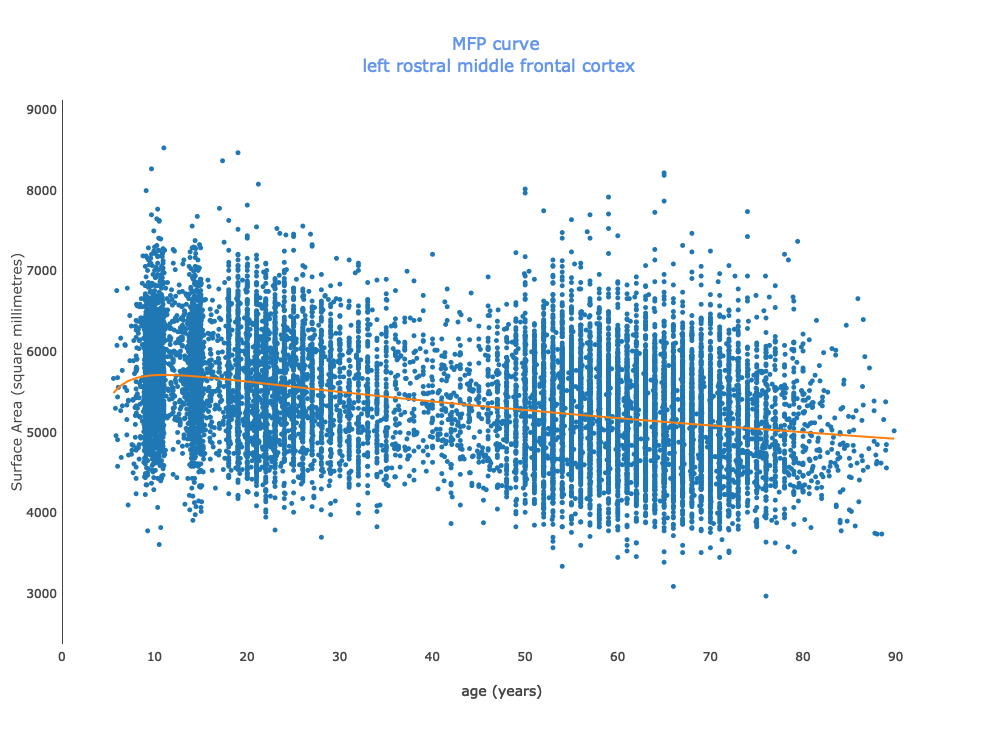 MFP curve
left rostral middle frontal cortex
9000
8000
7000
6000
5000
4000
3000
Surface Area (square millimetres)
0 10 20 30 40 50 60 70 80 90
age (years)